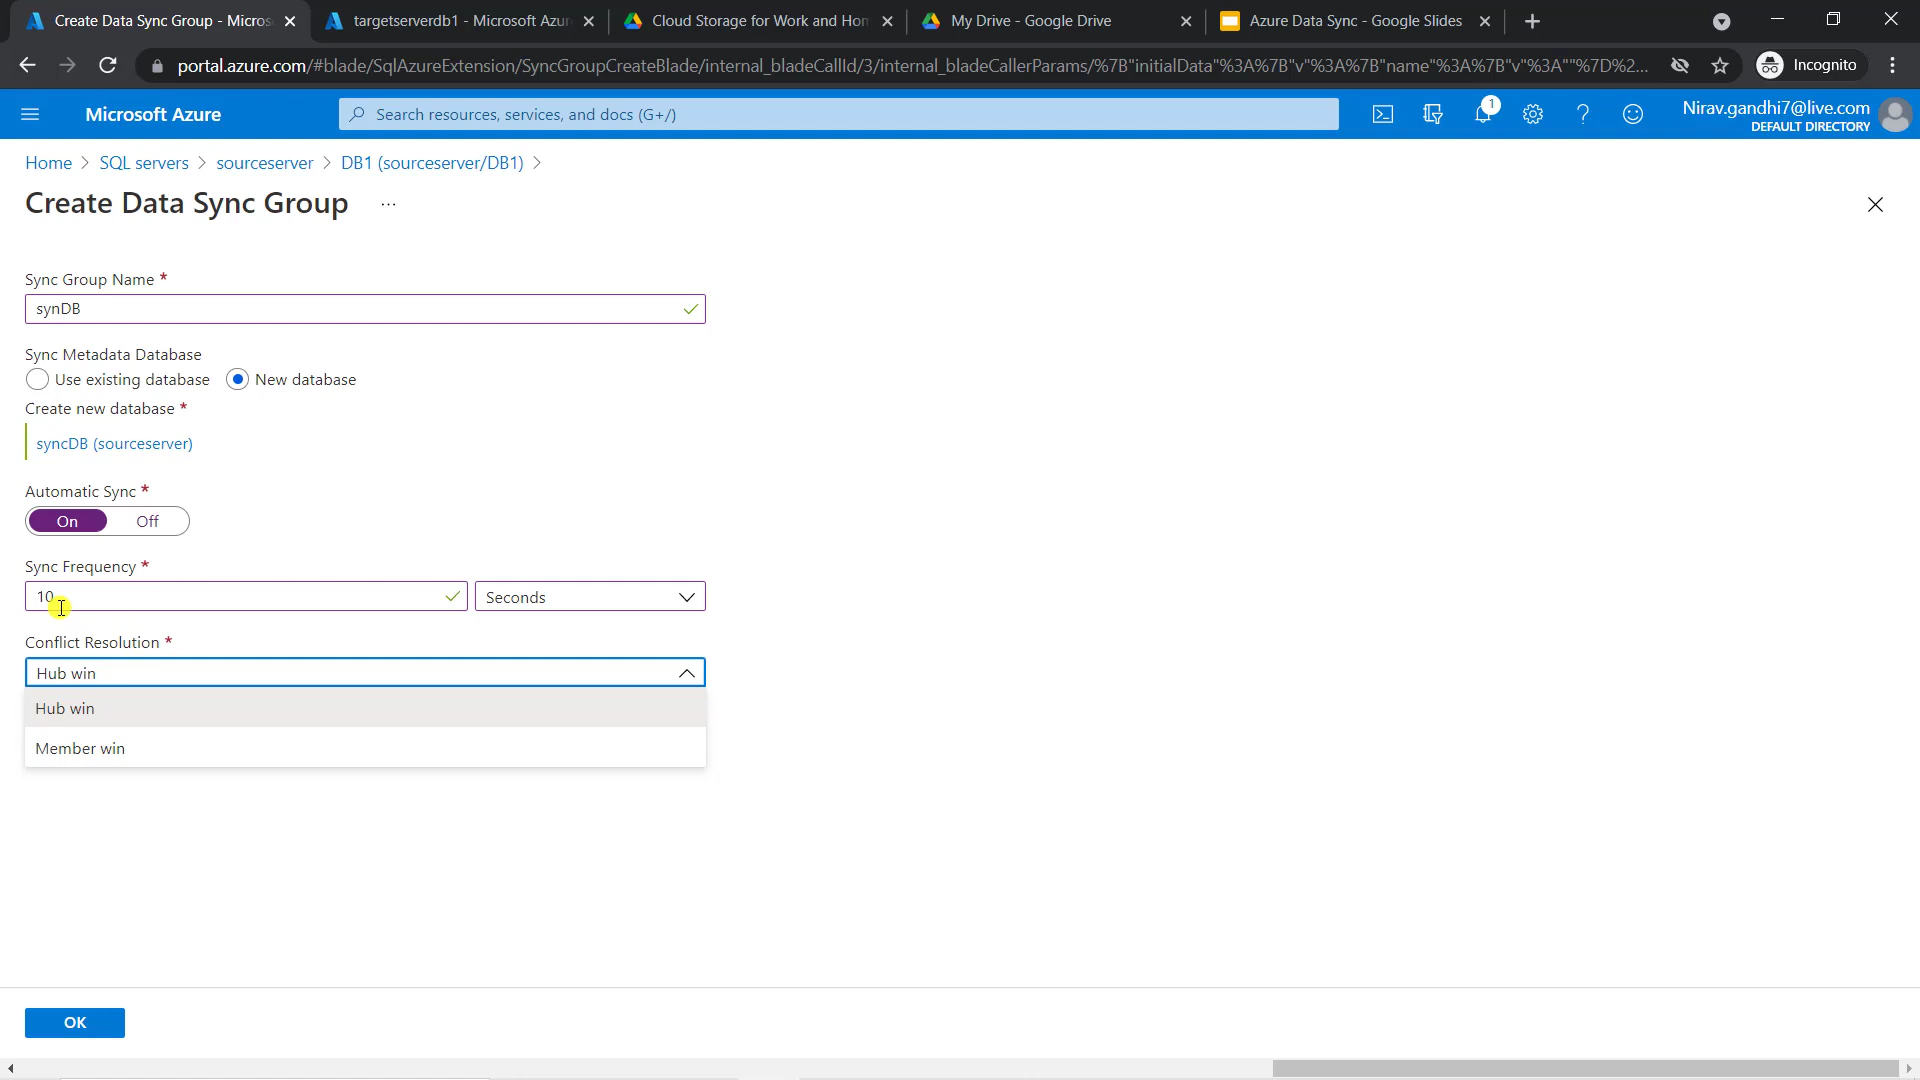 Create Data Sync Group - Micros
targetserverdb1 - Microsoft Azur
Cloud Storage for Work and Hom
My Drive - Google Drive
Azure Data Sync - Google Slides
portal.azure.com/#blade/SqlAzureExtension/SyncGroupCreateBlade/internal_bladeCallId/3/internal_bladeCallerParams/%7B"initialData"%3A%7B"v"%3A%7B"name"%3A%7B"v"%3A""%7D%2...
Incognito
Microsoft Azure
Search resources, services, and docs (G+/)
1
Nirav.gandhi7@live.com
DEFAULT DIRECTORY
Home > SQL servers > sourceserver > DB1 (sourceserver/DB1) >
Create Data Sync Group ...
Sync Group Name *
synDB
Sync Metadata Database
Use existing database New database
Create new database *
syncDB (sourceserver)
Automatic Sync *
On Off
Sync Frequency *
10 Seconds
Conflict Resolution *
Hub win
Hub win
Member win
OK